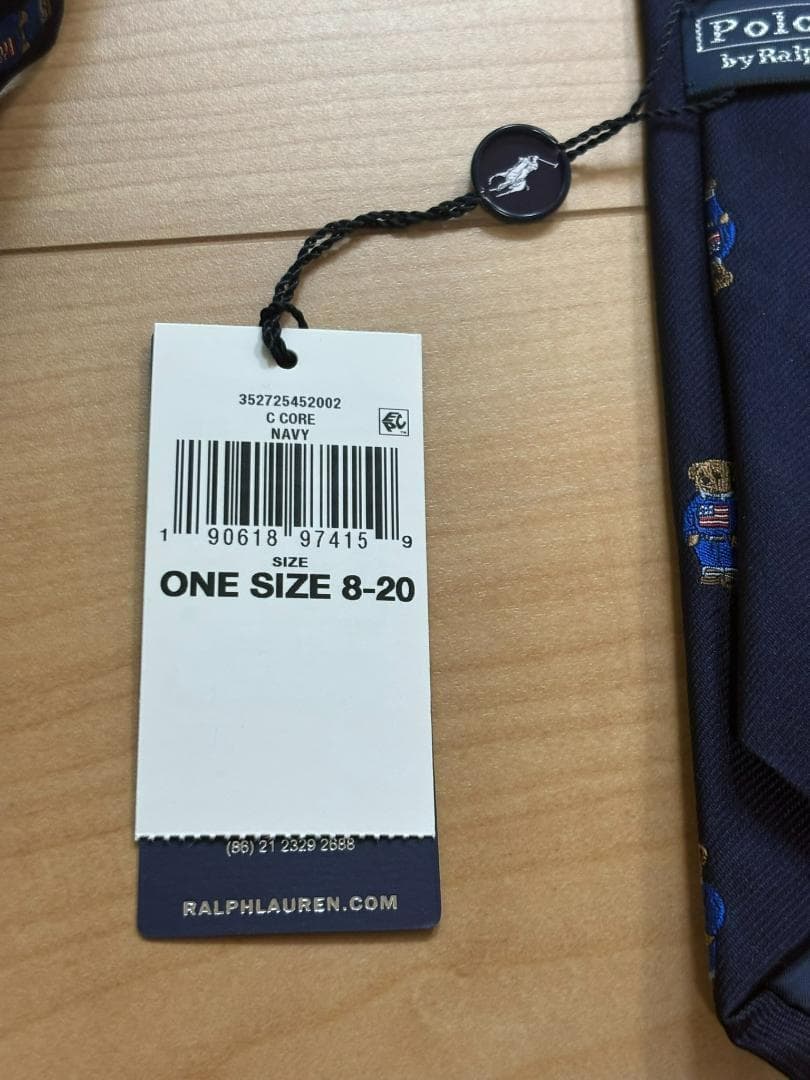 Polo
by Ralp
352725452002
C CORE
NAVY
1 90618 97415 9
SIZE
ONE SIZE 8-20
(86) 21 2329 2688
RALPHLAUREN.COM